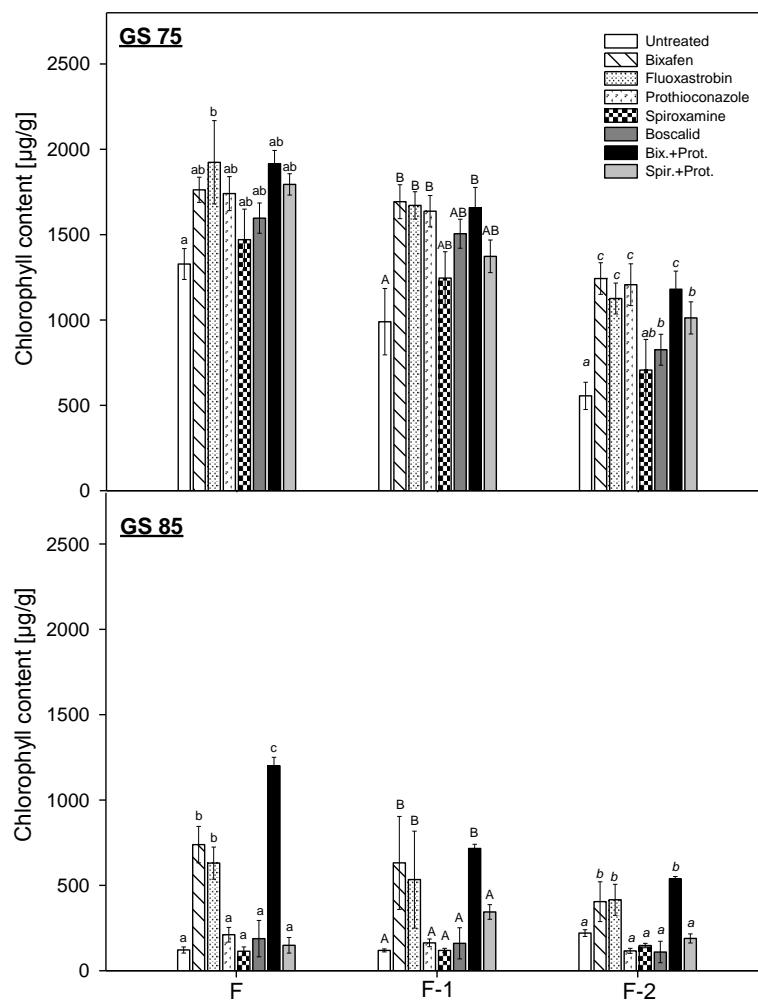 GS 75
Untreated
Bixafen
Fluoxastrobin
Prothioconazole
Spiroxamine
Boscalid
Bix.+Prot.
Spir.+Prot.
Chlorophyll content [µg/g]
2500
2000
1500
1000
500
0
a ab b ab ab ab ab ab
A B B B AB AB B AB
a c c c ab b c b
GS 85
Chlorophyll content [µg/g]
2500
2000
1500
1000
500
0
a b b a a a c a
A B B A A A B A
a b b a a a b a
F F-1 F-2